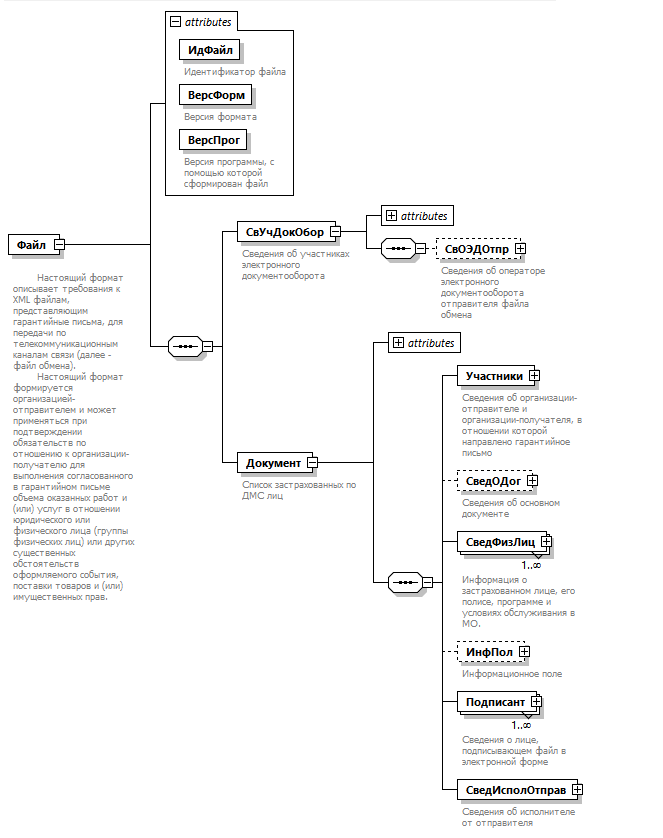 attributes
ИдФайл
Идентификатор файла
ВерсФорм
Версия формата
ВерсПрог
Версия программы, с
помощью которой
сформирован файл
Файл
Настоящий формат
описывает требования к
XML файлам,
представляющим
гарантийные письма, для
передачи по
телекоммуникационным
каналам связи (далее -
файл обмена).
Настоящий формат
формируется
организацией-
отправителем и может
применяться при
подтверждении
обязательств по
отношению к организации-
получателю для
выполнения согласованного
в гарантийном письме
объема оказанных работ и
(или) услуг в отношении
юридического или
физического лица (группы
физических лиц) или других
существенных
обстоятельств
оформляемого события,
поставки товаров и (или)
имущественных прав.
СвУчДокОбор
Сведения об участниках
электронного
документооборота
attributes
СвОЭДОтпр
Сведения об операторе
электронного
документооборота
отправителя файла
обмена
Документ
Список застрахованных по
ДМС лиц
attributes
Участники
Сведения об организации-
отправителе и
организации-получателя, в
отношении которой
направлено гарантийное
письмо
СведОДог
Сведения об основном
документе
СведФизЛиц
1..∞
Информация о
застрахованном лице, его
полисе, программе и
условиях обслуживания в
МО.
ИнфПол
Информационное поле
Подписант
1..∞
Сведения о лице,
подписывающем файл в
электронной форме
СведИсполОтправ
Сведения об исполнителе
от отправителя